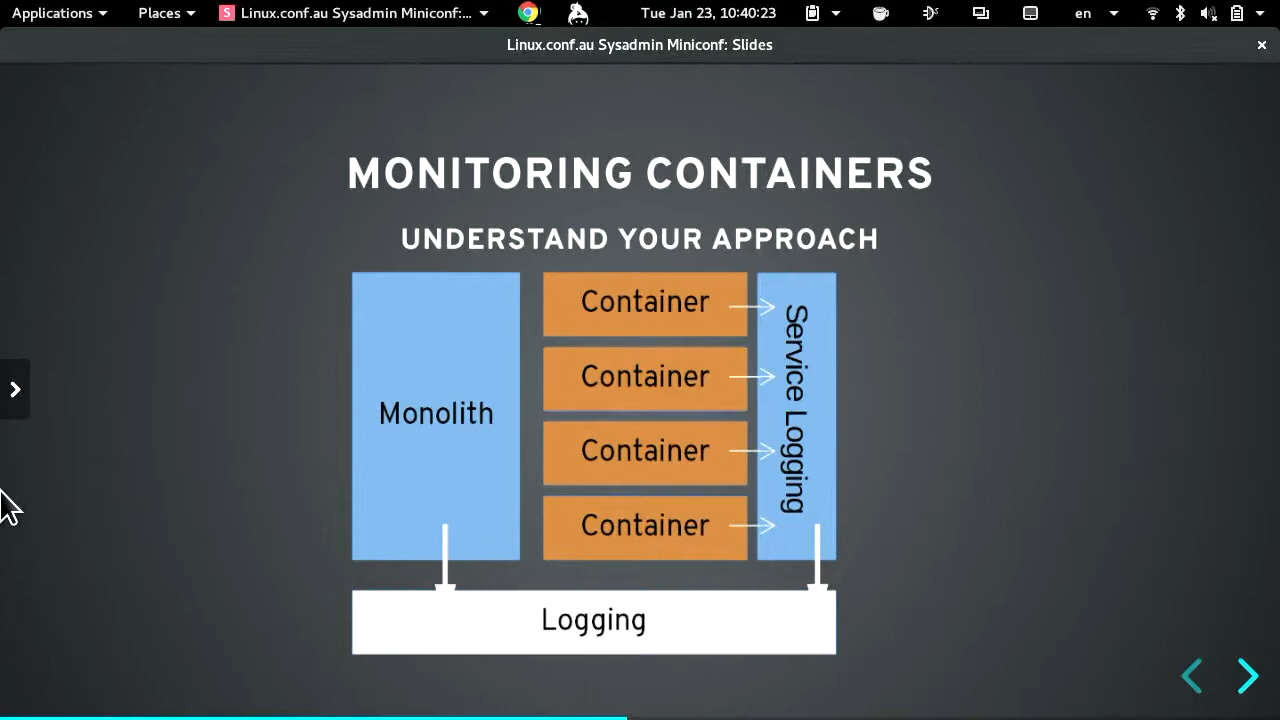 Applications Places Linux.conf.au Sysadmin Miniconf:... Tue Jan 23, 10:40:23 en
Linux.conf.au Sysadmin Miniconf: Slides
MONITORING CONTAINERS
UNDERSTAND YOUR APPROACH
Monolith
Container
Container
Container
Container
Service Logging
Logging